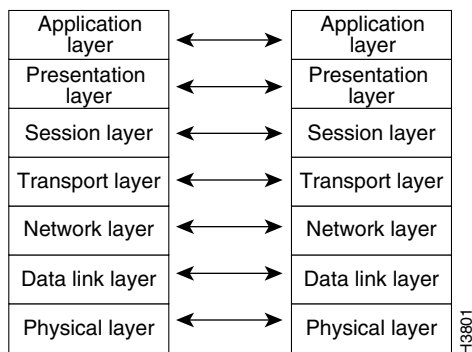 Application
layer
Application
layer
Presentation
layer
Presentation
layer
Session layer
Session layer
Transport layer
Transport layer
Network layer
Network layer
Data link layer
Data link layer
Physical layer
Physical layer
H3801